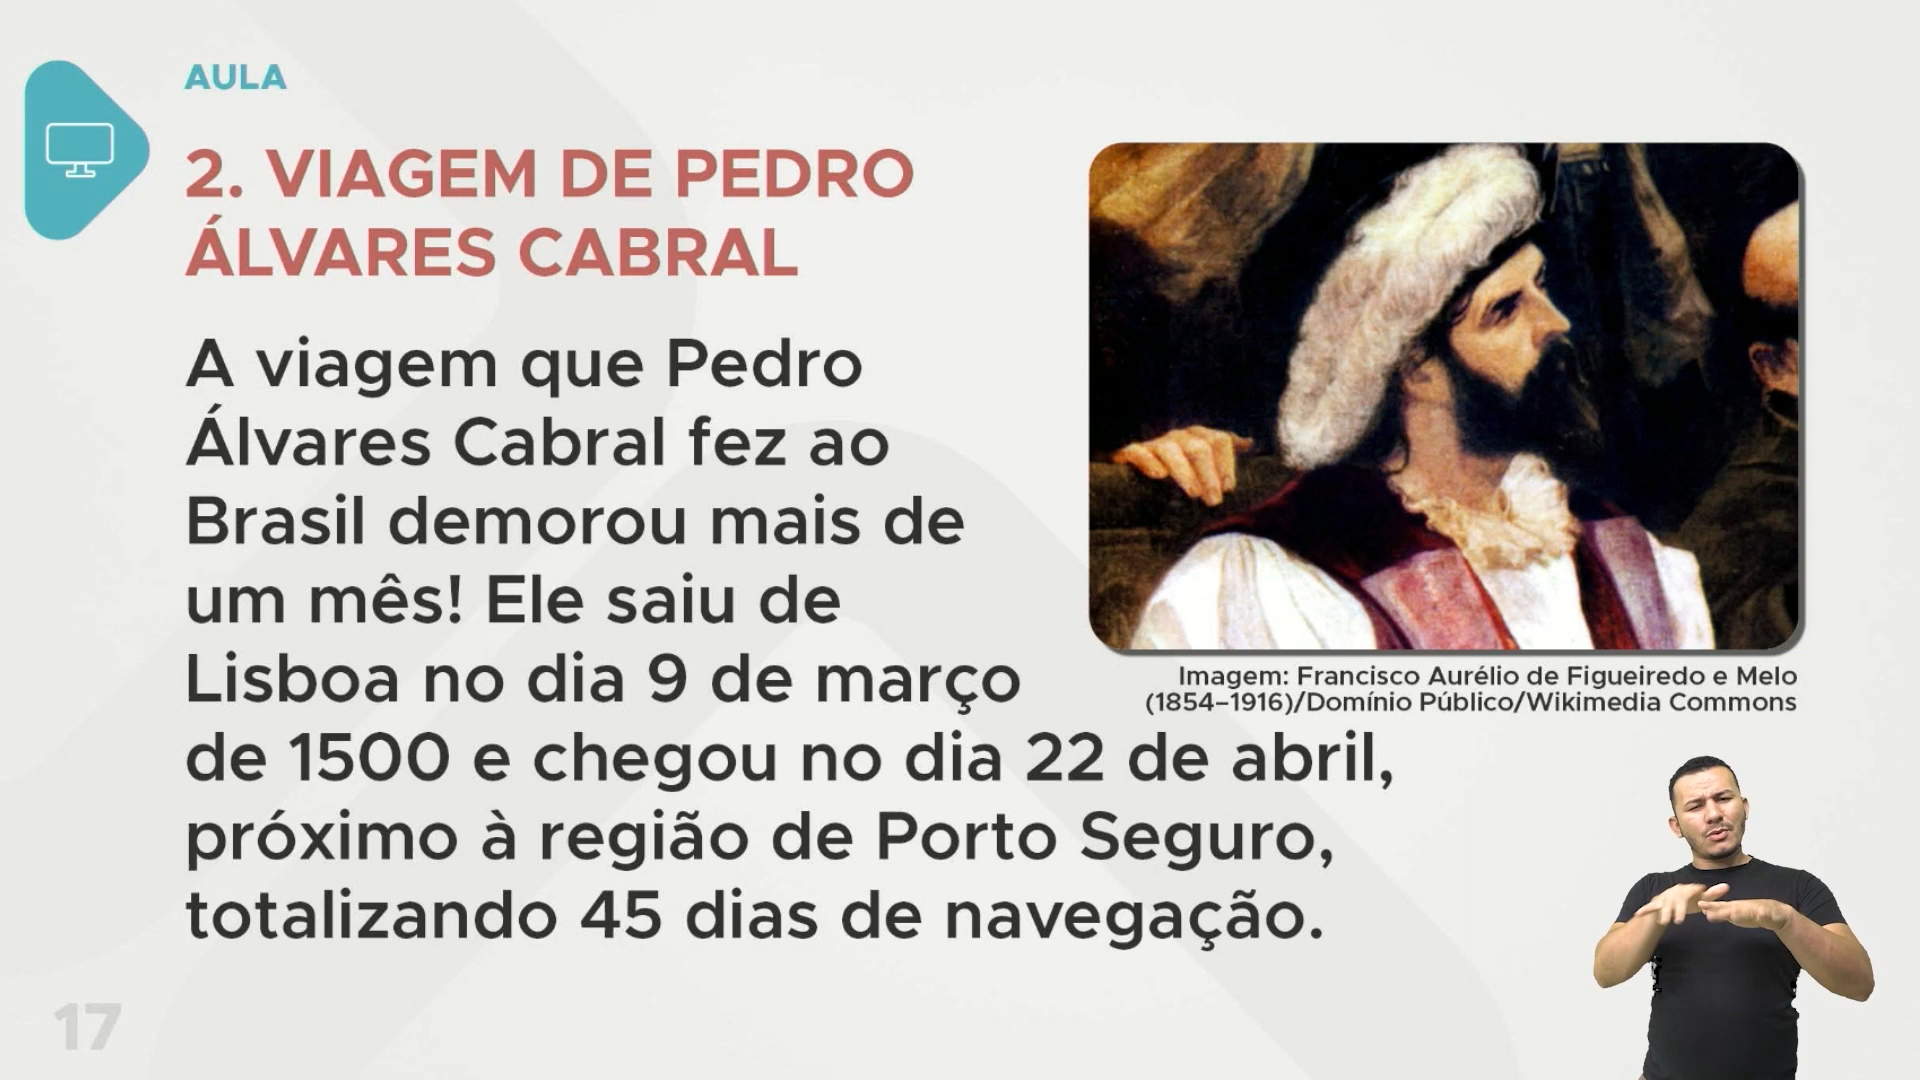 AULA
2. VIAGEM DE PEDRO
ÁLVARES CABRAL
A viagem que Pedro
Álvares Cabral fez ao
Brasil demorou mais de
um mês! Ele saiu de
Lisboa no dia 9 de março
de 1500 e chegou no dia 22 de abril,
próximo à região de Porto Seguro,
totalizando 45 dias de navegação.
Imagem: Francisco Aurélio de Figueiredo e Melo
(1854–1916)/Domínio Público/Wikimedia Commons
17